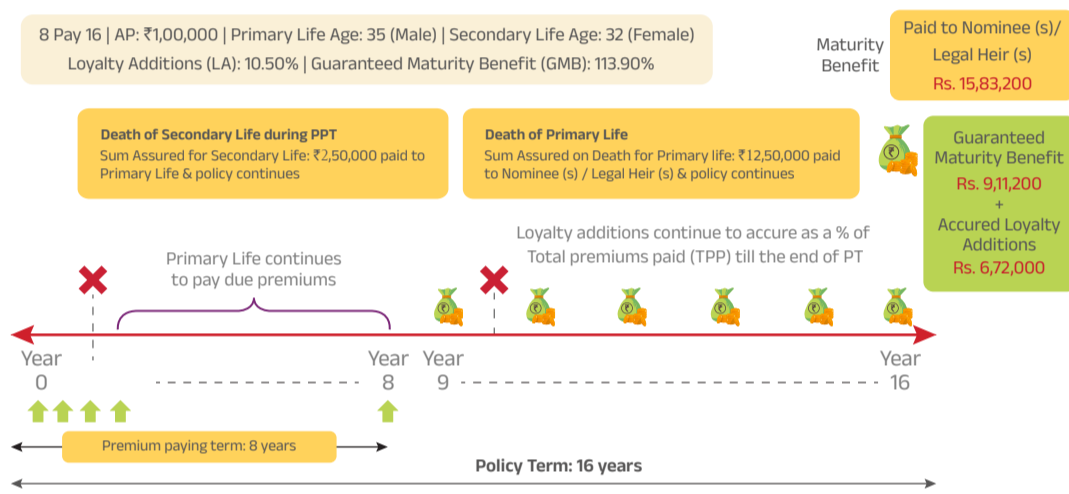 8 Pay 16 | AP: ₹1,00,000 | Primary Life Age: 35 (Male) | Secondary Life Age: 32 (Female)
Loyalty Additions (LA): 10.50% | Guaranteed Maturity Benefit (GMB): 113.90%
Maturity
Benefit
Paid to Nominee (s)/
Legal Heir (s)
Rs. 15,83,200
Death of Secondary Life during PPT
Sum Assured for Secondary Life: ₹2,50,000 paid to
Primary Life & policy continues
Death of Primary Life
Sum Assured on Death for Primary life: ₹12,50,000 paid
to Nominee (s) / Legal Heir (s) & policy continues
₹
Guaranteed
Maturity Benefit
Rs. 9,11,200
+
Accured Loyalty
Additions
Rs. 6,72,000
Primary Life continues
to pay due premiums
Loyalty additions continue to accure as a % of
Total premiums paid (TPP) till the end of PT
₹ ₹ ₹ ₹ ₹ ₹
Year
0
Year
8
Year
9
Year
16
Premium paying term: 8 years
Policy Term: 16 years